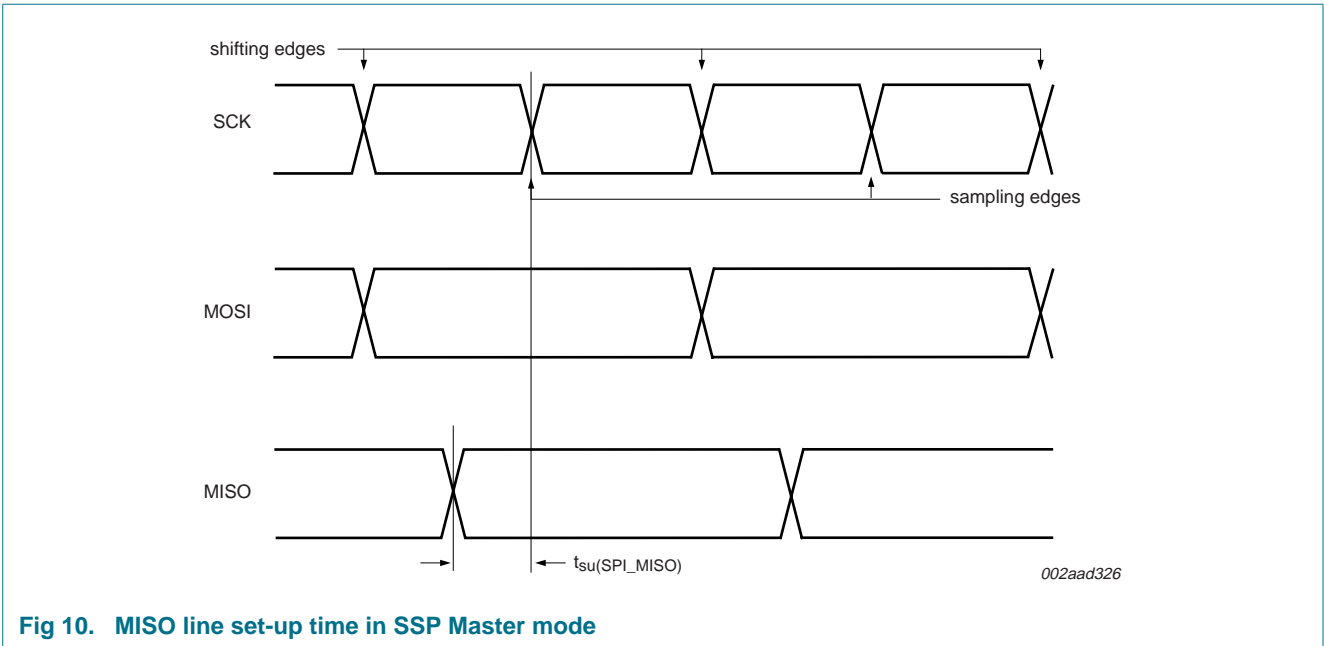 shifting edges
SCK
sampling edges
MOSI
MISO
tsu(SPI_MISO)
002aad326
Fig 10. MISO line set-up time in SSP Master mode